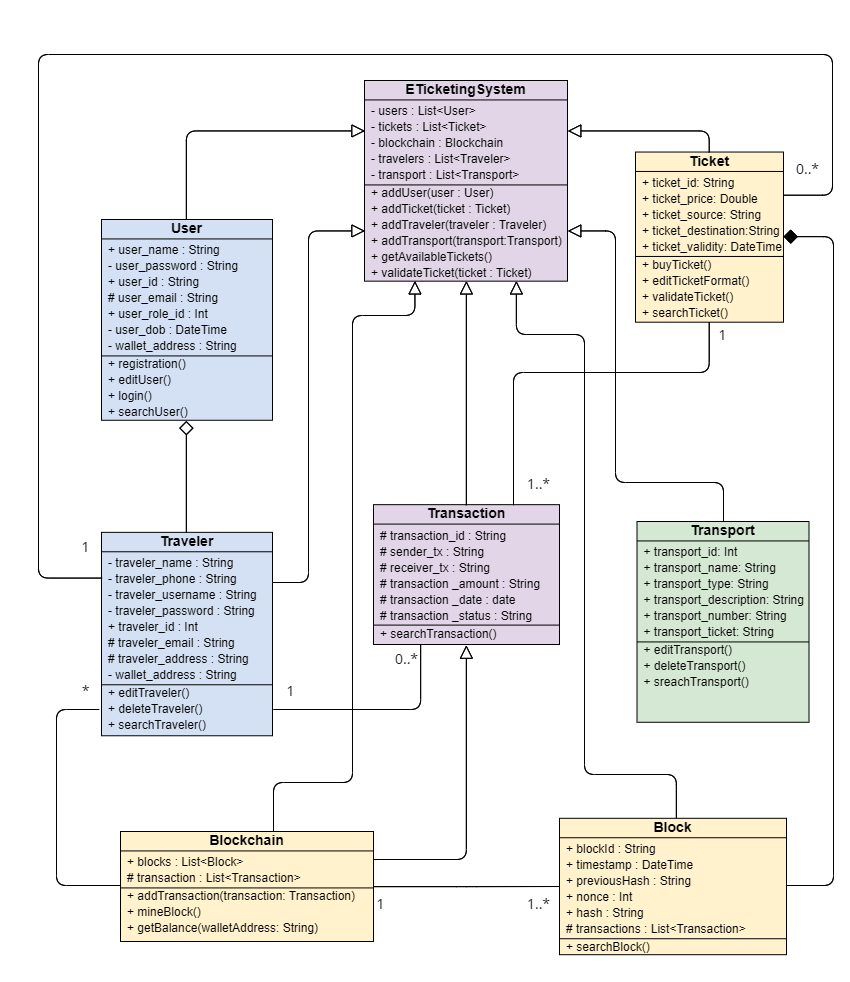 ETicketingSystem
- users : List<User>
- tickets : List<Ticket>
- blockchain : Blockchain
- travelers : List<Traveler>
- transport : List<Transport>
+ addUser(user : User)
+ addTicket(ticket : Ticket)
+ addTraveler(traveler : Traveler)
+ addTransport(transport:Transport)
+ getAvailableTickets()
+ validateTicket(ticket : Ticket)
Ticket
+ ticket_id: String
+ ticket_price: Double
+ ticket_source: String
+ ticket_destination:String
+ ticket_validity: DateTime
+ buyTicket()
+ editTicketFormat()
+ validateTicket()
+ searchTicket()
0..*
1
User
+ user_name : String
- user_password : String
+ user_id : String
# user_email : String
+ user_role_id : Int
- user_dob : DateTime
- wallet_address : String
+ registration()
+ editUser()
+ login()
+ searchUser()
1..*
Traveler
- traveler_name : String
- traveler_phone : String
- traveler_username : String
- traveler_password : String
+ traveler_id : Int
# traveler_email : String
# traveler_address : String
- wallet_address : String
+ editTraveler()
+ deleteTraveler()
+ searchTraveler()
1
*
1
Transaction
# transaction_id : String
# sender_tx : String
# receiver_tx : String
# transaction _amount : String
# transaction _date : date
# transaction _status : String
+ searchTransaction()
0..*
Transport
+ transport_id: Int
+ transport_name: String
+ transport_type: String
+ transport_description: String
+ transport_number: String
+ transport_ticket: String
+ editTransport()
+ deleteTransport()
+ sreachTransport()
Blockchain
+ blocks : List<Block>
# transaction : List<Transaction>
+ addTransaction(transaction: Transaction)
+ mineBlock()
+ getBalance(walletAddress: String)
1
1..*
Block
+ blockId : String
+ timestamp : DateTime
+ previousHash : String
+ nonce : Int
+ hash : String
# transactions : List<Transaction>
+ searchBlock()